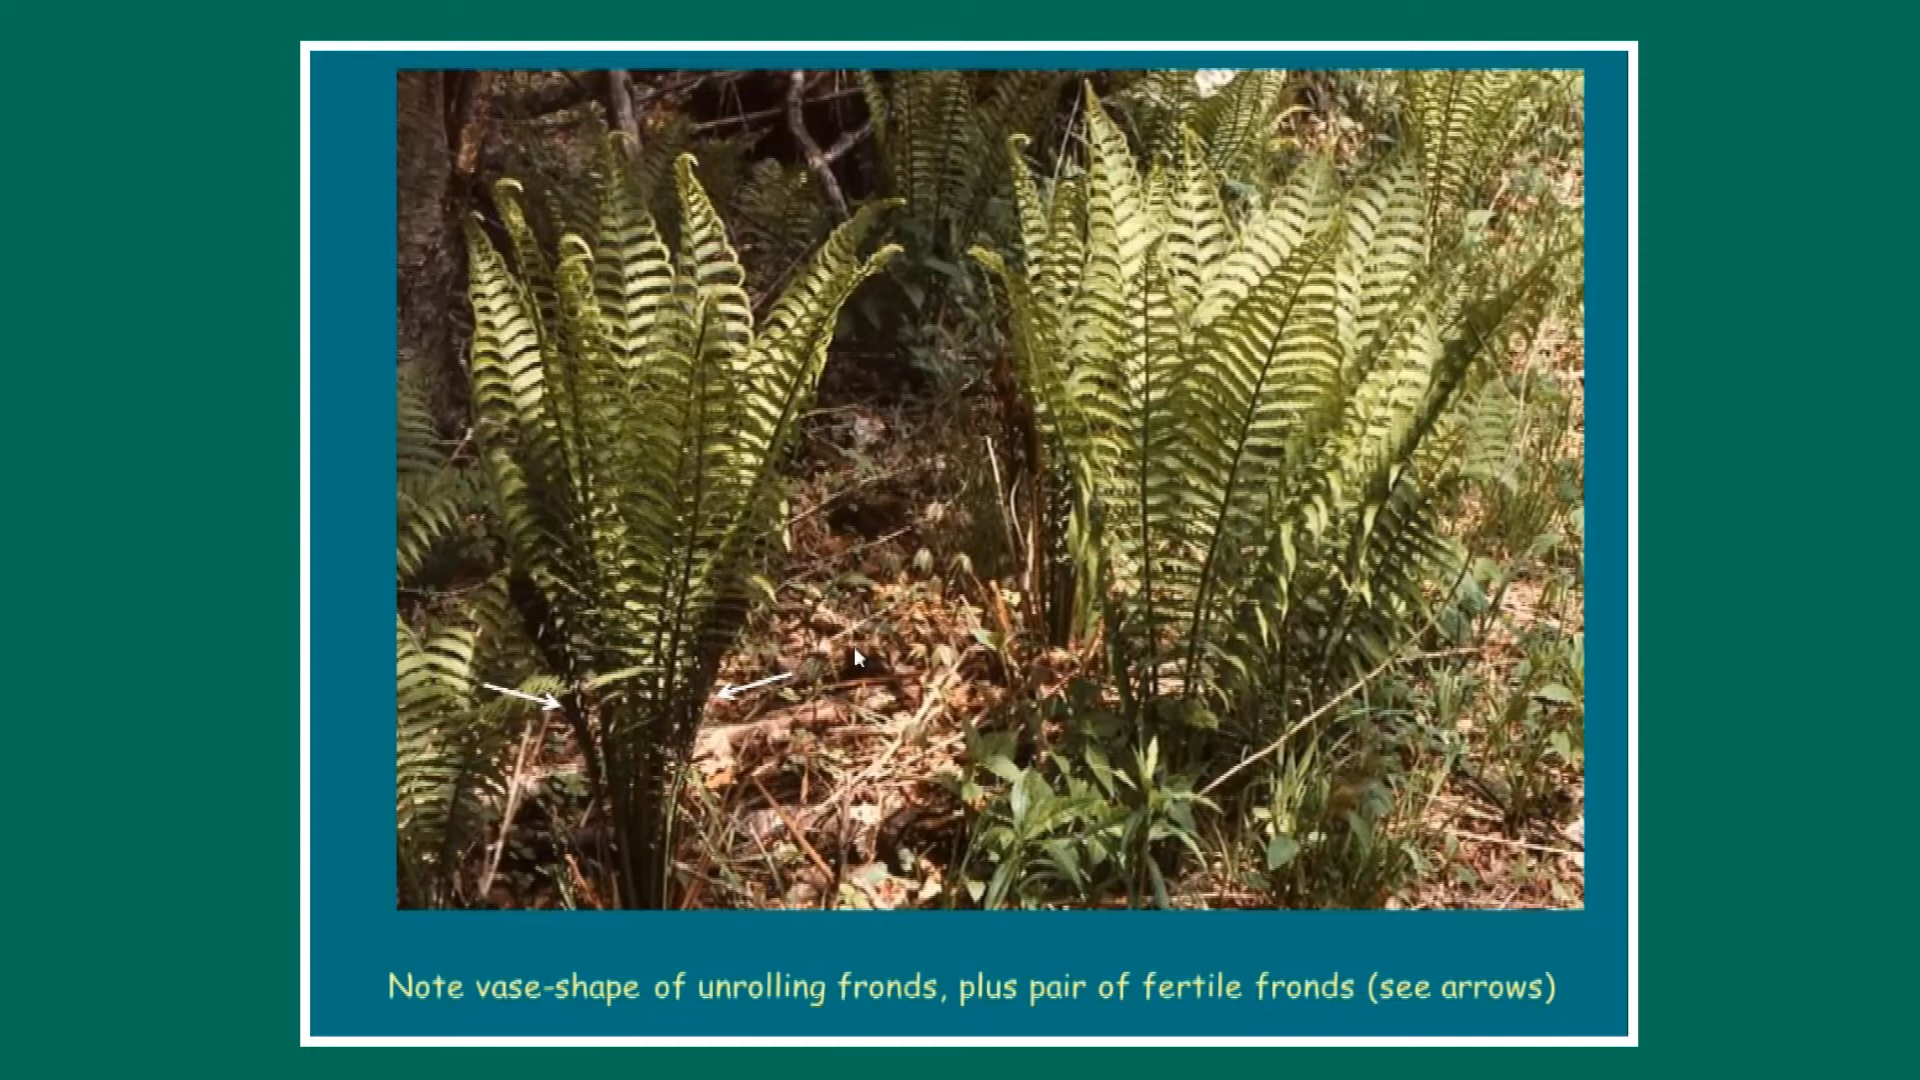 Note vase-shape of unrolling fronds, plus pair of fertile fronds (see arrows)